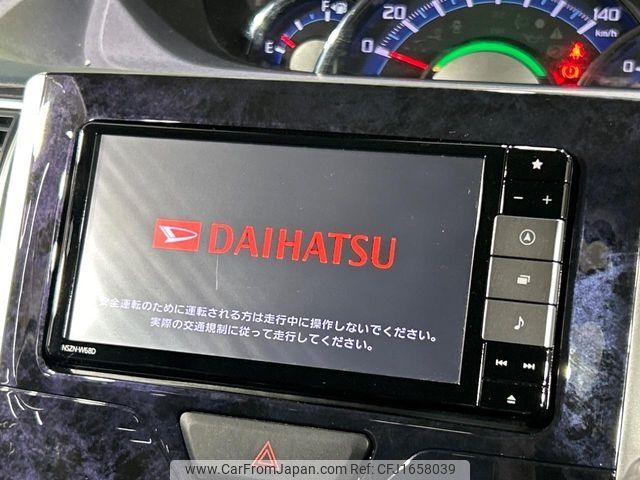 F
E
0
20
120
140
km/h
DAIHATSU
安全運転のために運転される方は走行中に操作しないでください。
実際の交通規制に従って走行してください。
NSZN-W68D
www.CarFromJapan.com
CFJ1658039